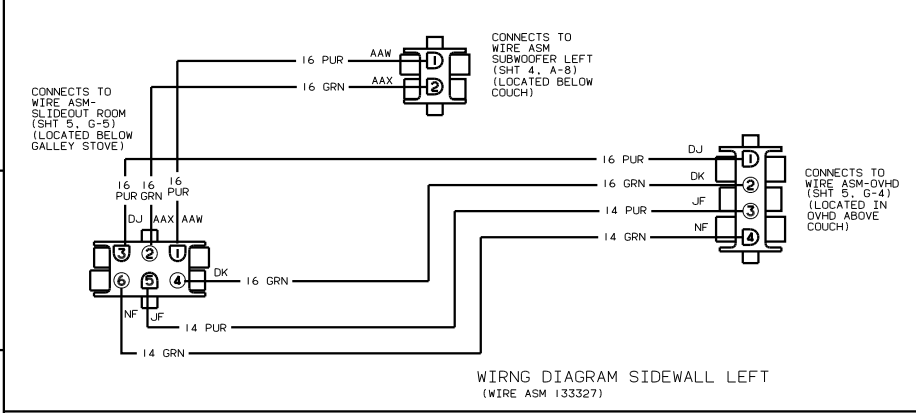 CONNECTS TO
WIRE ASM
SUBWOOFER LEFT
(SHT 4, A-8)
(LOCATED BELOW
COUCH)
16 PUR
AAW
1
16 GRN
AAX
2
CONNECTS TO
WIRE ASM-
SLIDEOUT ROOM
(SHT 5, G-5)
(LOCATED BELOW
GALLEY STOVE)
16 PUR
DJ
1
16 GRN
DK
2
14 PUR
JF
3
14 GRN
NF
4
CONNECTS TO
WIRE ASM-OVHD
(SHT 5, G-4)
(LOCATED IN
OVHD ABOVE
COUCH)
16 16 16
PUR GRN PUR
DJ AAX AAW
3 2 1
6 5 4
DK
16 GRN
NF JF
14 PUR
14 GRN
WIRNG DIAGRAM SIDEWALL LEFT
(WIRE ASM 133327)